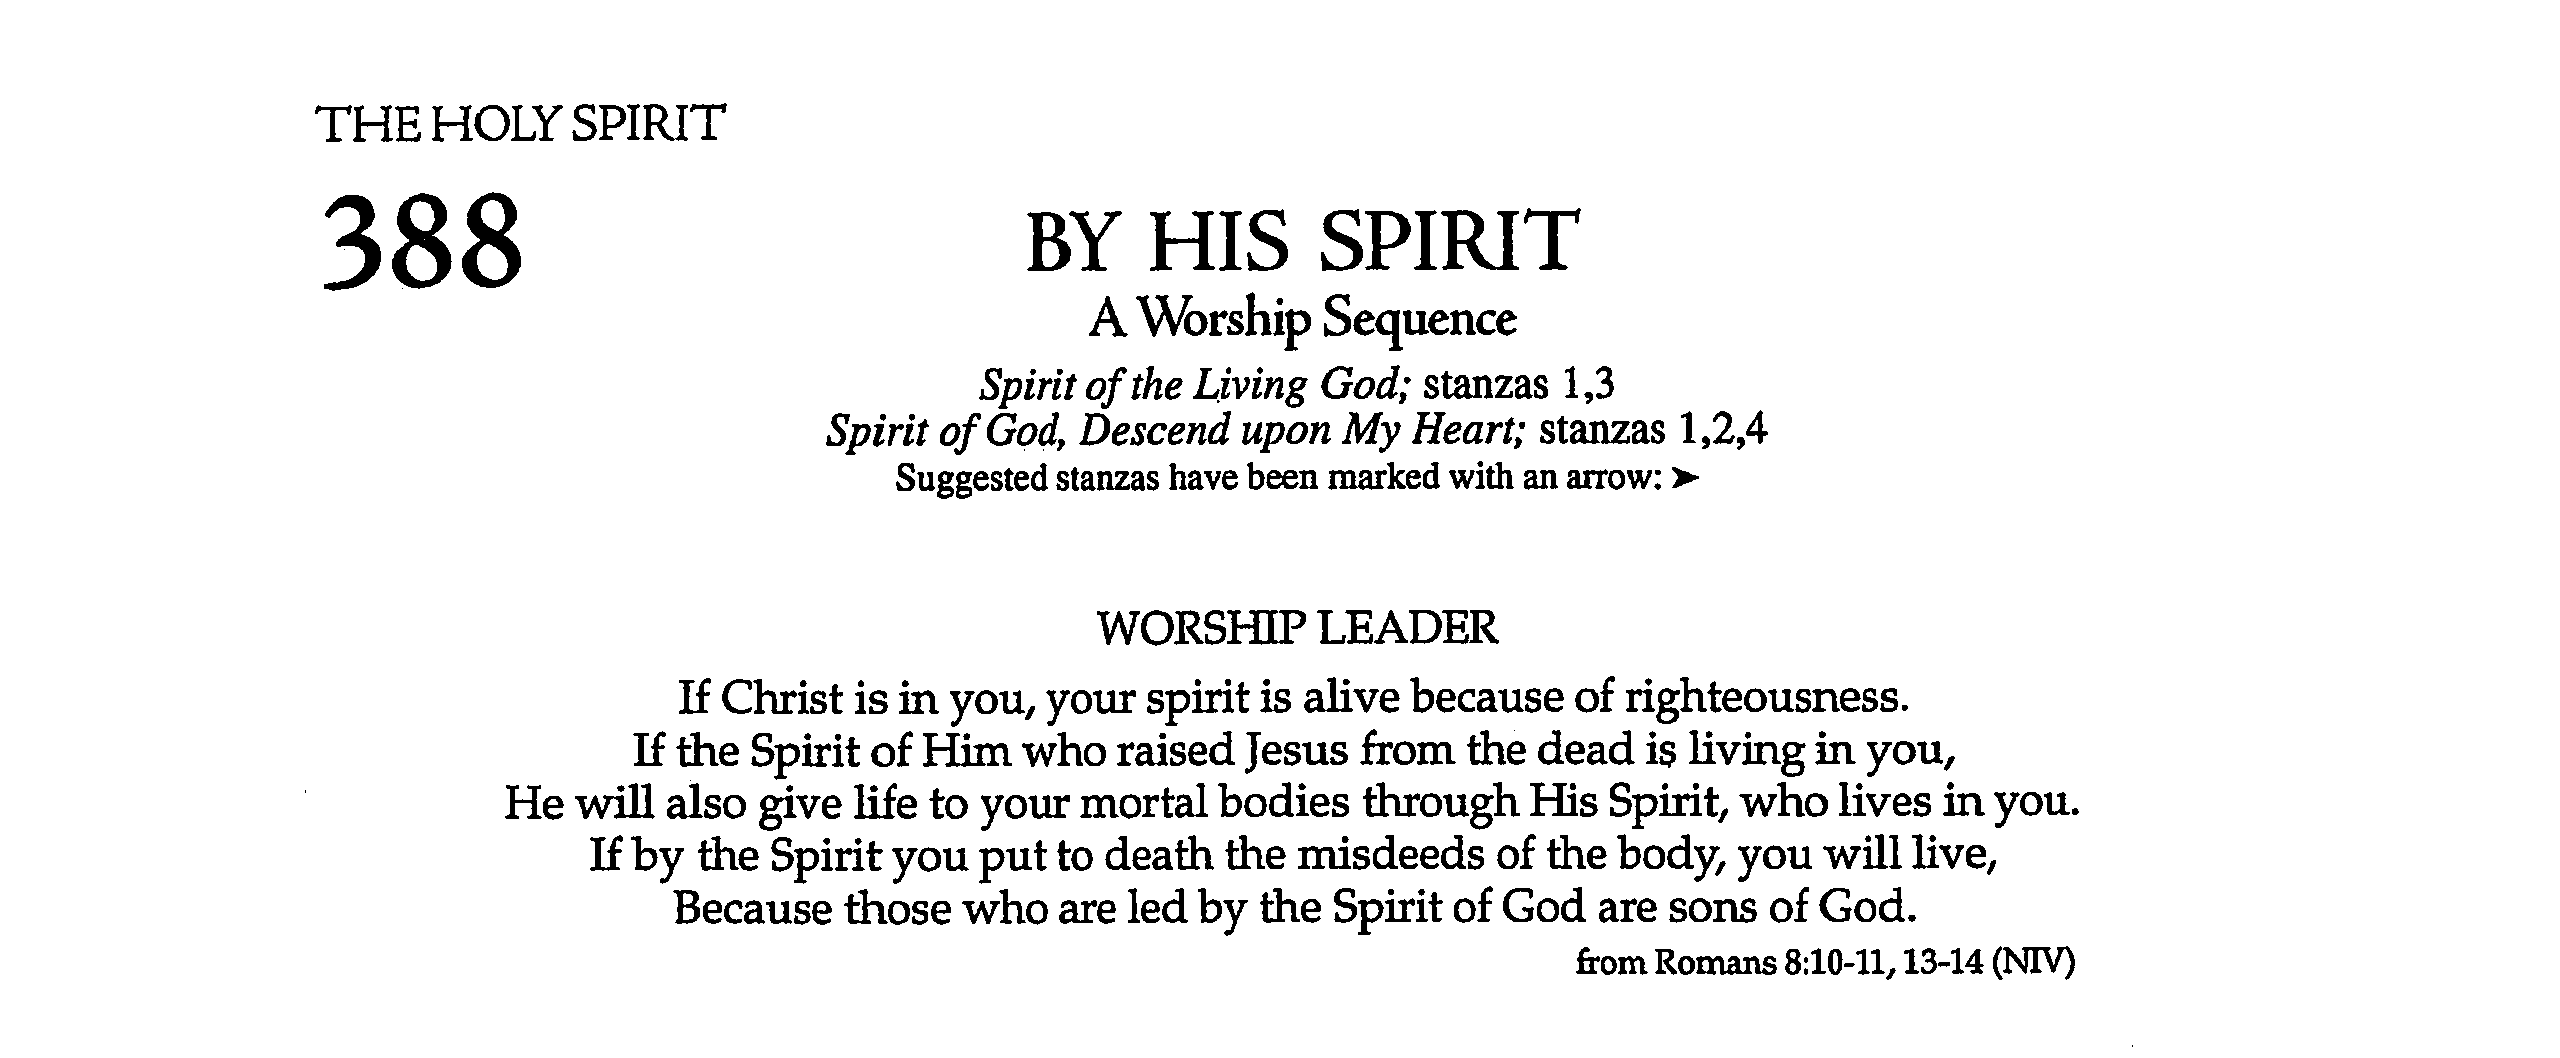 THE HOLY SPIRIT
388
BY HIS SPIRIT
A Worship Sequence
Spirit of the Living God; stanzas 1,3
Spirit of God, Descend upon My Heart; stanzas 1,2,4
Suggested stanzas have been marked with an arrow: ➤
WORSHIP LEADER
If Christ is in you, your spirit is alive because of righteousness.
If the Spirit of Him who raised Jesus from the dead is living in you,
He will also give life to your mortal bodies through His Spirit, who lives in you.
If by the Spirit you put to death the misdeeds of the body, you will live,
Because those who are led by the Spirit of God are sons of God.
from Romans 8:10-11, 13-14 (NIV)